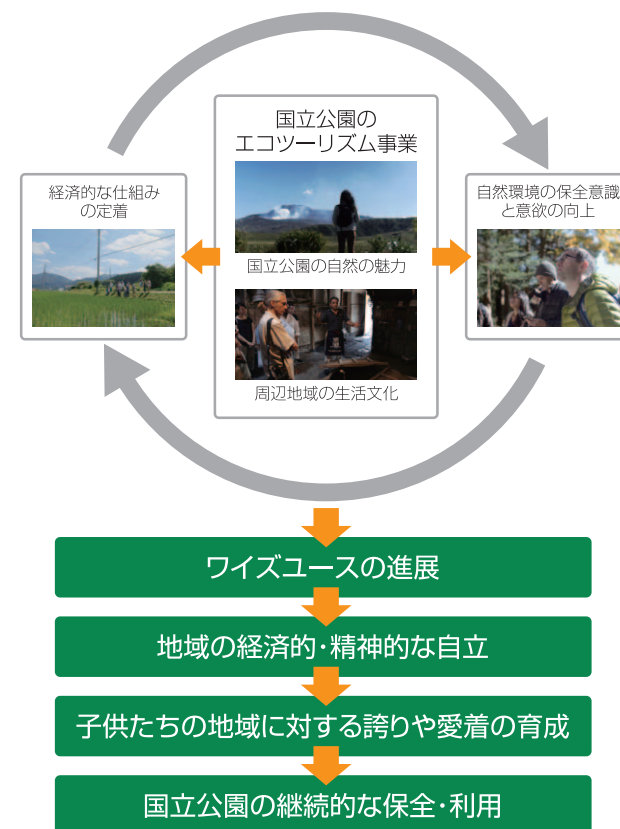 国立公園の
エコツーリズム事業
経済的な仕組み
の定着
国立公園の自然の魅力
周辺地域の生活文化
自然環境の保全意識
と意欲の向上
ワイズユースの進展
地域の経済的・精神的な自立
子供たちの地域に対する誇りや愛着の育成
国立公園の継続的な保全・利用